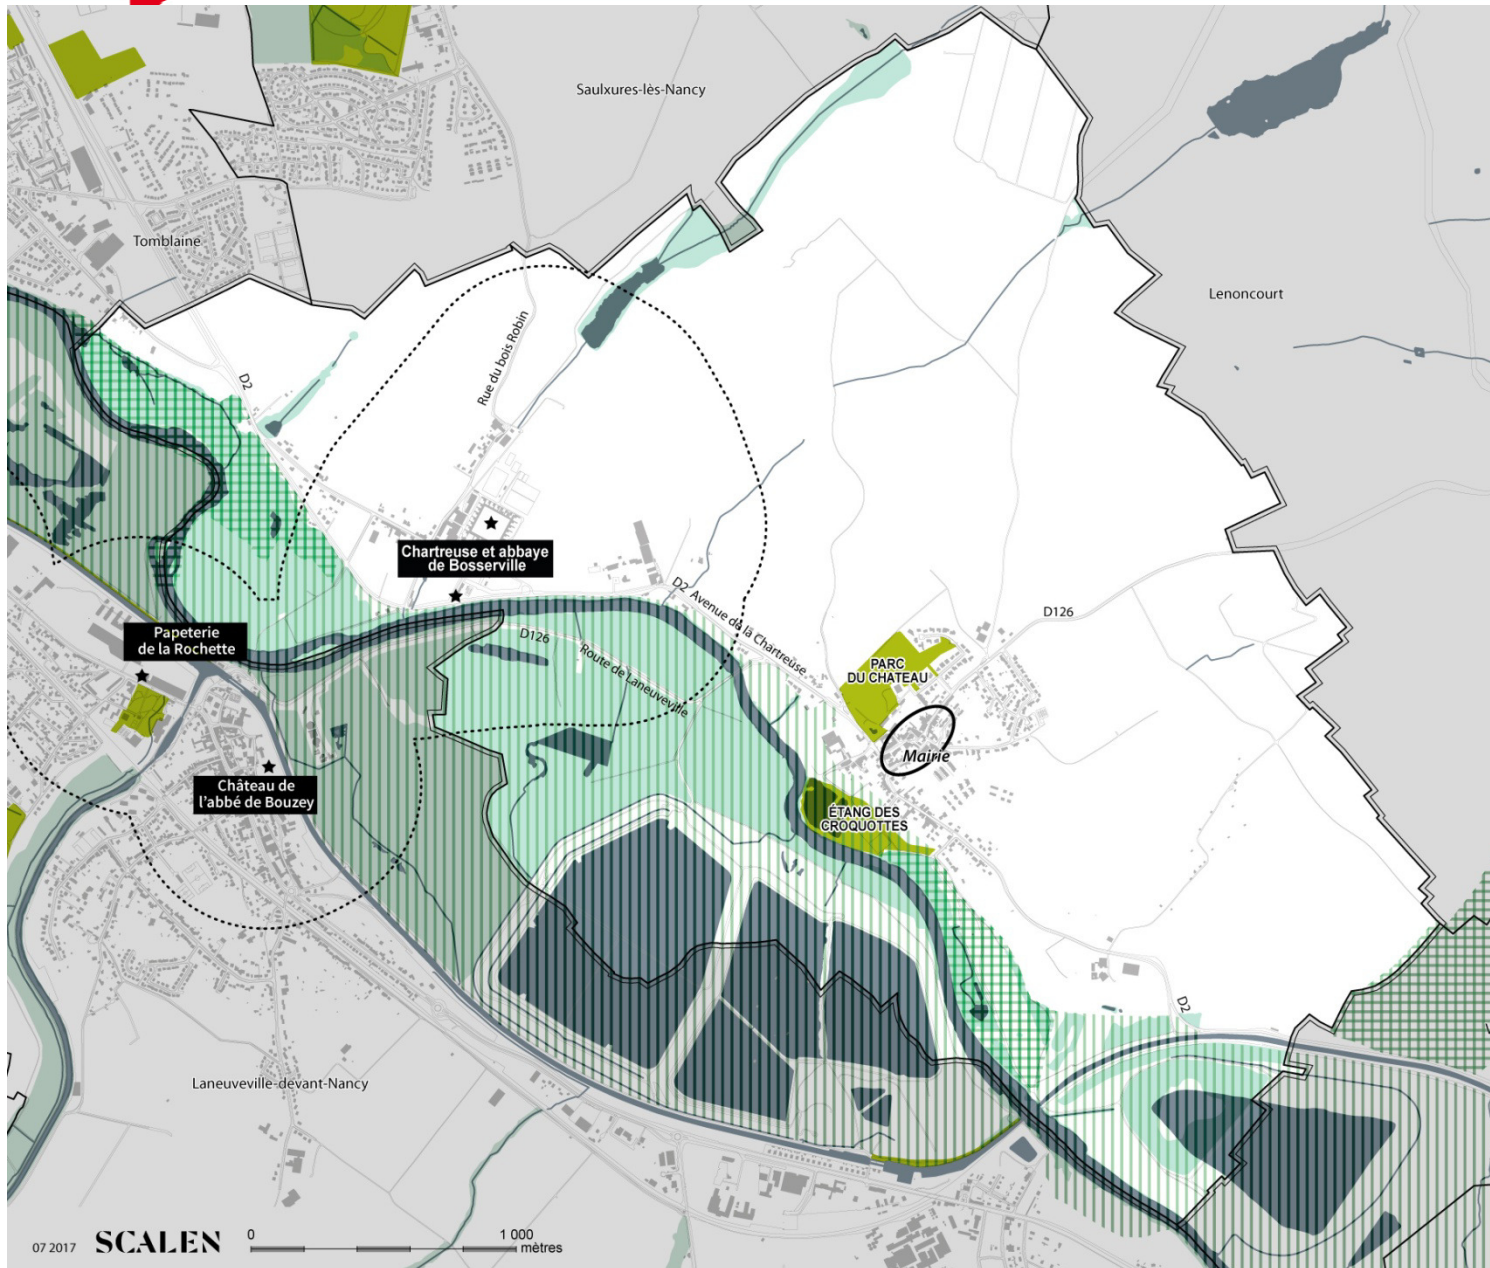 Saulxures-lès-Nancy
Tomblaine
Lenoncourt
Rue du bois Robin
D2
Chartreuse et abbaye
de Bosserville
D2 Avenue de la Chartreuse
D126
D126
Route de Laneuveville
Papeterie
de la Rochette
PARC
DU CHATEAU
Mairie
Château de
l'abbé de Bouzey
ÉTANG DES
CROQUOTTES
D2
Laneuveville-devant-Nancy
07 2017 SCALEN
0 1 000
mètres